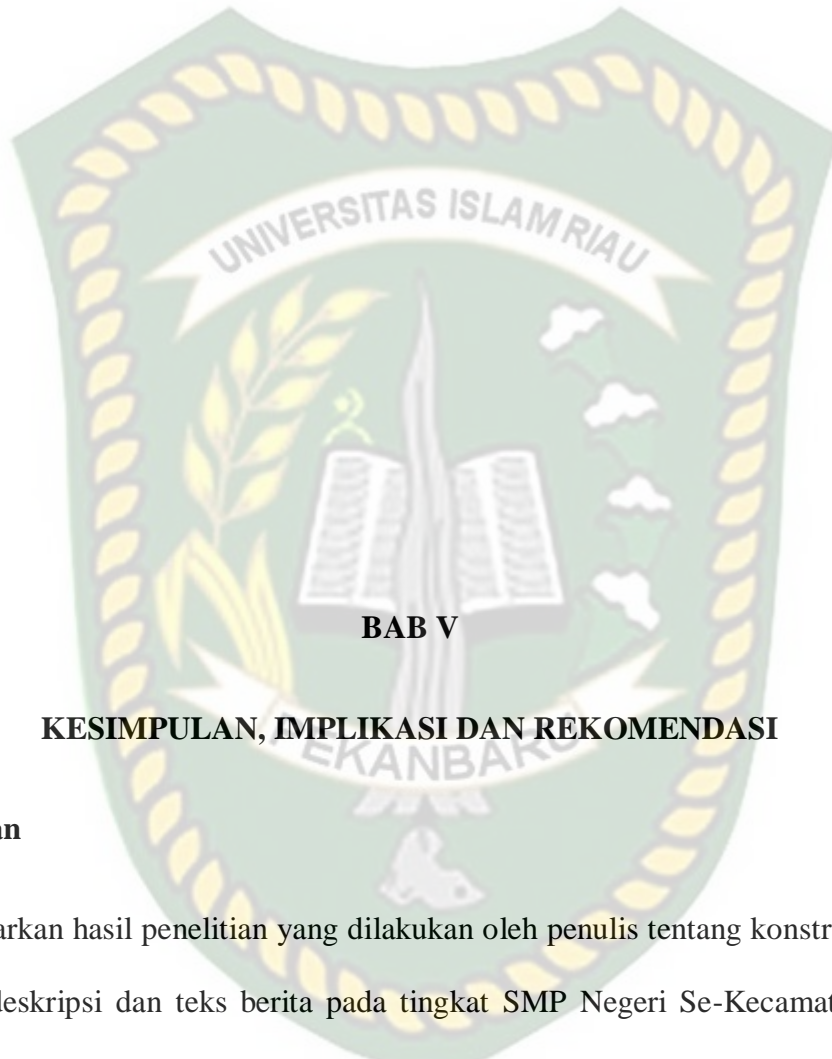 UNIVERSITAS ISLAM RIAU
BAB V
KESIMPULAN, IMPLIKASI DAN REKOMENDASI
PEKANBARU
an
arkan hasil penelitian yang dilakukan oleh penulis tentang konstr
deskripsi dan teks berita pada tingkat SMP Negeri Se-Kecamat